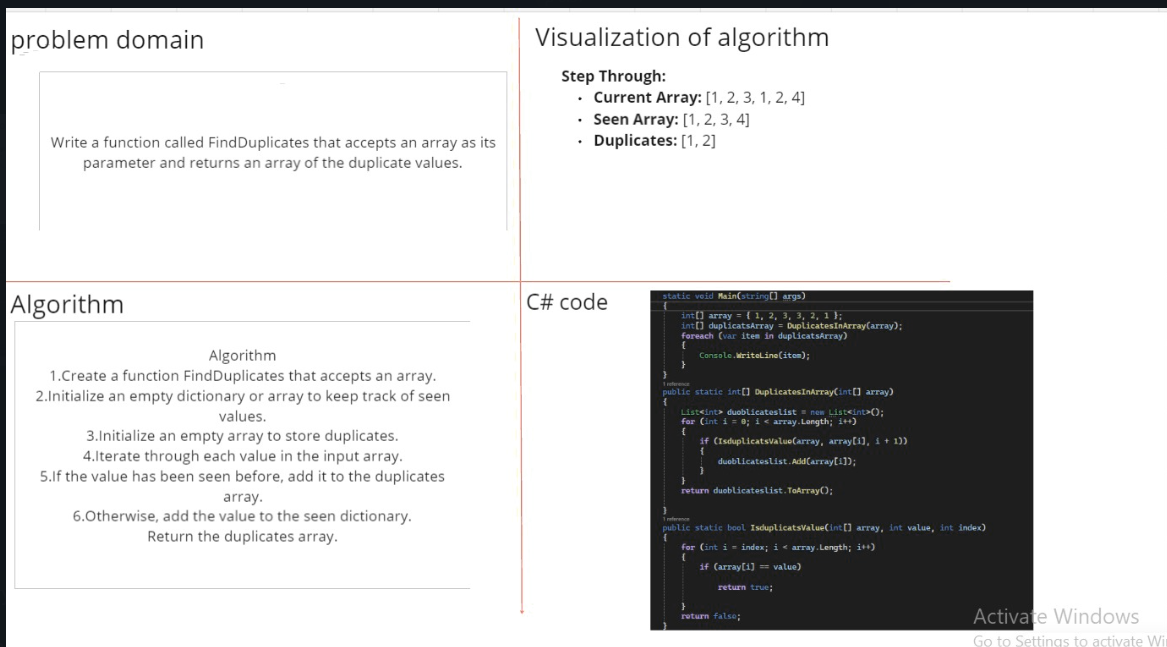 problem domain
Write a function called FindDuplicates that accepts an array as its
parameter and returns an array of the duplicate values.
Visualization of algorithm
Step Through:
• Current Array: [1, 2, 3, 1, 2, 4]
• Seen Array: [1, 2, 3, 4]
• Duplicates: [1, 2]
Algorithm
Algorithm
1.Create a function FindDuplicates that accepts an array.
2.Initialize an empty dictionary or array to keep track of seen
values.
3.Initialize an empty array to store duplicates.
4.Iterate through each value in the input array.
5.If the value has been seen before, add it to the duplicates
array.
6.Otherwise, add the value to the seen dictionary.
Return the duplicates array.
C# code
static void Main(string[] args)
{
int[] array = { 1, 2, 3, 3, 2, 1 };
int[] duplicatsArray = DuplicatesInArray(array);
foreach (var item in duplicatsArray)
{
Console.WriteLine(item);
}
}
1 reference
public static int[] DuplicatesInArray(int[] array)
{
List<int> duoblicateslist = new List<int>();
for (int i = 0; i < array.Length; i++)
{
if (IsduplicatsValue(array, array[i], i + 1))
{
duoblicateslist.Add(array[i]);
}
}
return duoblicateslist.ToArray();
}
1 reference
public static bool IsduplicatsValue(int[] array, int value, int index)
{
for (int i = index; i < array.Length; i++)
{
if (array[i] == value)
return true;
}
return false;
}
Activate Windows
Go to Settings to activate Wi